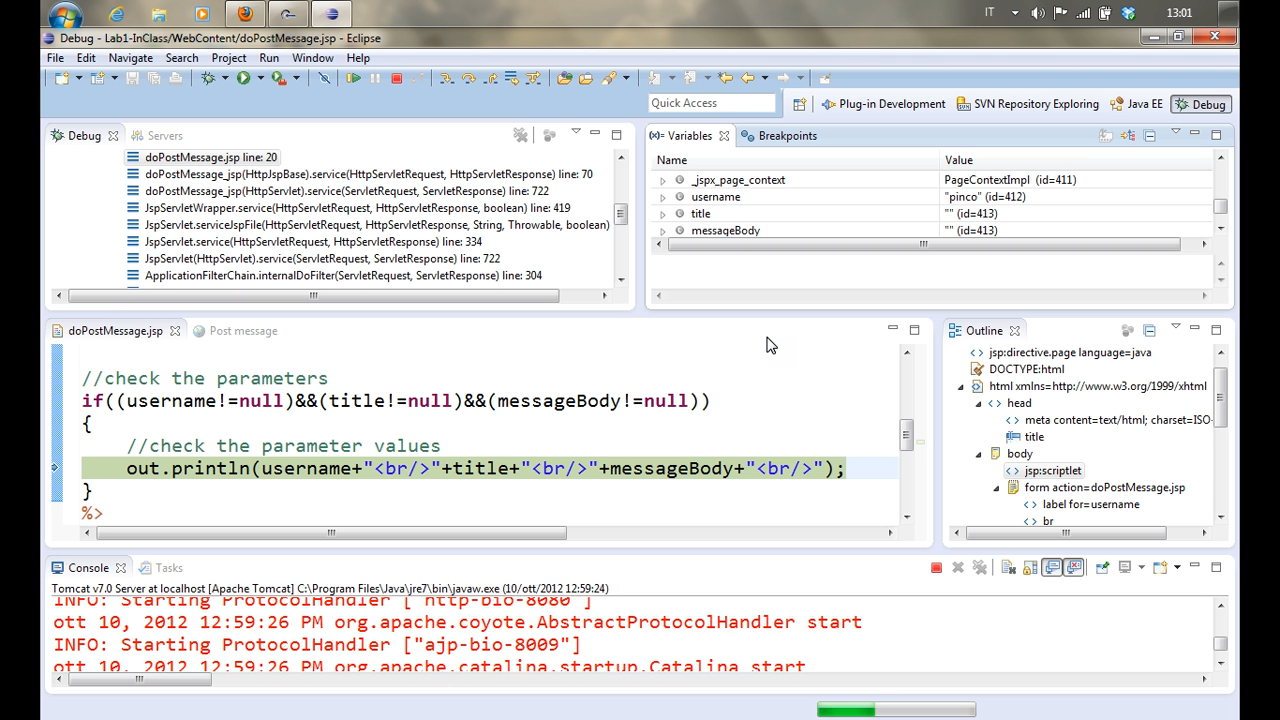 IT 13:01
Debug - Lab1-InClass/WebContent/doPostMessage.jsp - Eclipse
File Edit Navigate Search Project Run Window Help
Quick Access Plug-in Development SVN Repository Exploring Java EE Debug
Debug Servers
doPostMessage.jsp line: 20
doPostMessage_jsp(HttpJspBase).service(HttpServletRequest, HttpServletResponse) line: 70
doPostMessage_jsp(HttpServlet).service(ServletRequest, ServletResponse) line: 722
JspServletWrapper.service(HttpServletRequest, HttpServletResponse, boolean) line: 419
JspServlet.serviceJspFile(HttpServletRequest, HttpServletResponse, String, Throwable, boolean)
JspServlet.service(HttpServletRequest, HttpServletResponse) line: 334
JspServlet(HttpServlet).service(ServletRequest, ServletResponse) line: 722
ApplicationFilterChain.internalDoFilter(ServletRequest, ServletResponse) line: 304
(x)= Variables Breakpoints
Name Value
_jspx_page_context PageContextImpl (id=411)
username "pinco" (id=412)
title "" (id=413)
messageBody "" (id=413)
doPostMessage.jsp Post message
//check the parameters
if((username!=null)&&(title!=null)&&(messageBody!=null))
{
//check the parameter values
out.println(username+"<br/>"+title+"<br/>"+messageBody+"<br/>");
}
%>
Outline
jsp:directive.page language=java
DOCTYPE:html
html xmlns=http://www.w3.org/1999/xhtml
head
meta content=text/html; charset=ISO-
title
body
jsp:scriptlet
form action=doPostMessage.jsp
label for=username
br
Console Tasks
Tomcat v7.0 Server at localhost [Apache Tomcat] C:\Program Files\Java\jre7\bin\javaw.exe (10/ott/2012 12:59:24)
INFO: Starting ProtocolHandler ["http-bio-8080"]
ott 10, 2012 12:59:26 PM org.apache.coyote.AbstractProtocolHandler start
INFO: Starting ProtocolHandler ["ajp-bio-8009"]
ott 10, 2012 12:59:26 PM org.apache.catalina.startup.Catalina start